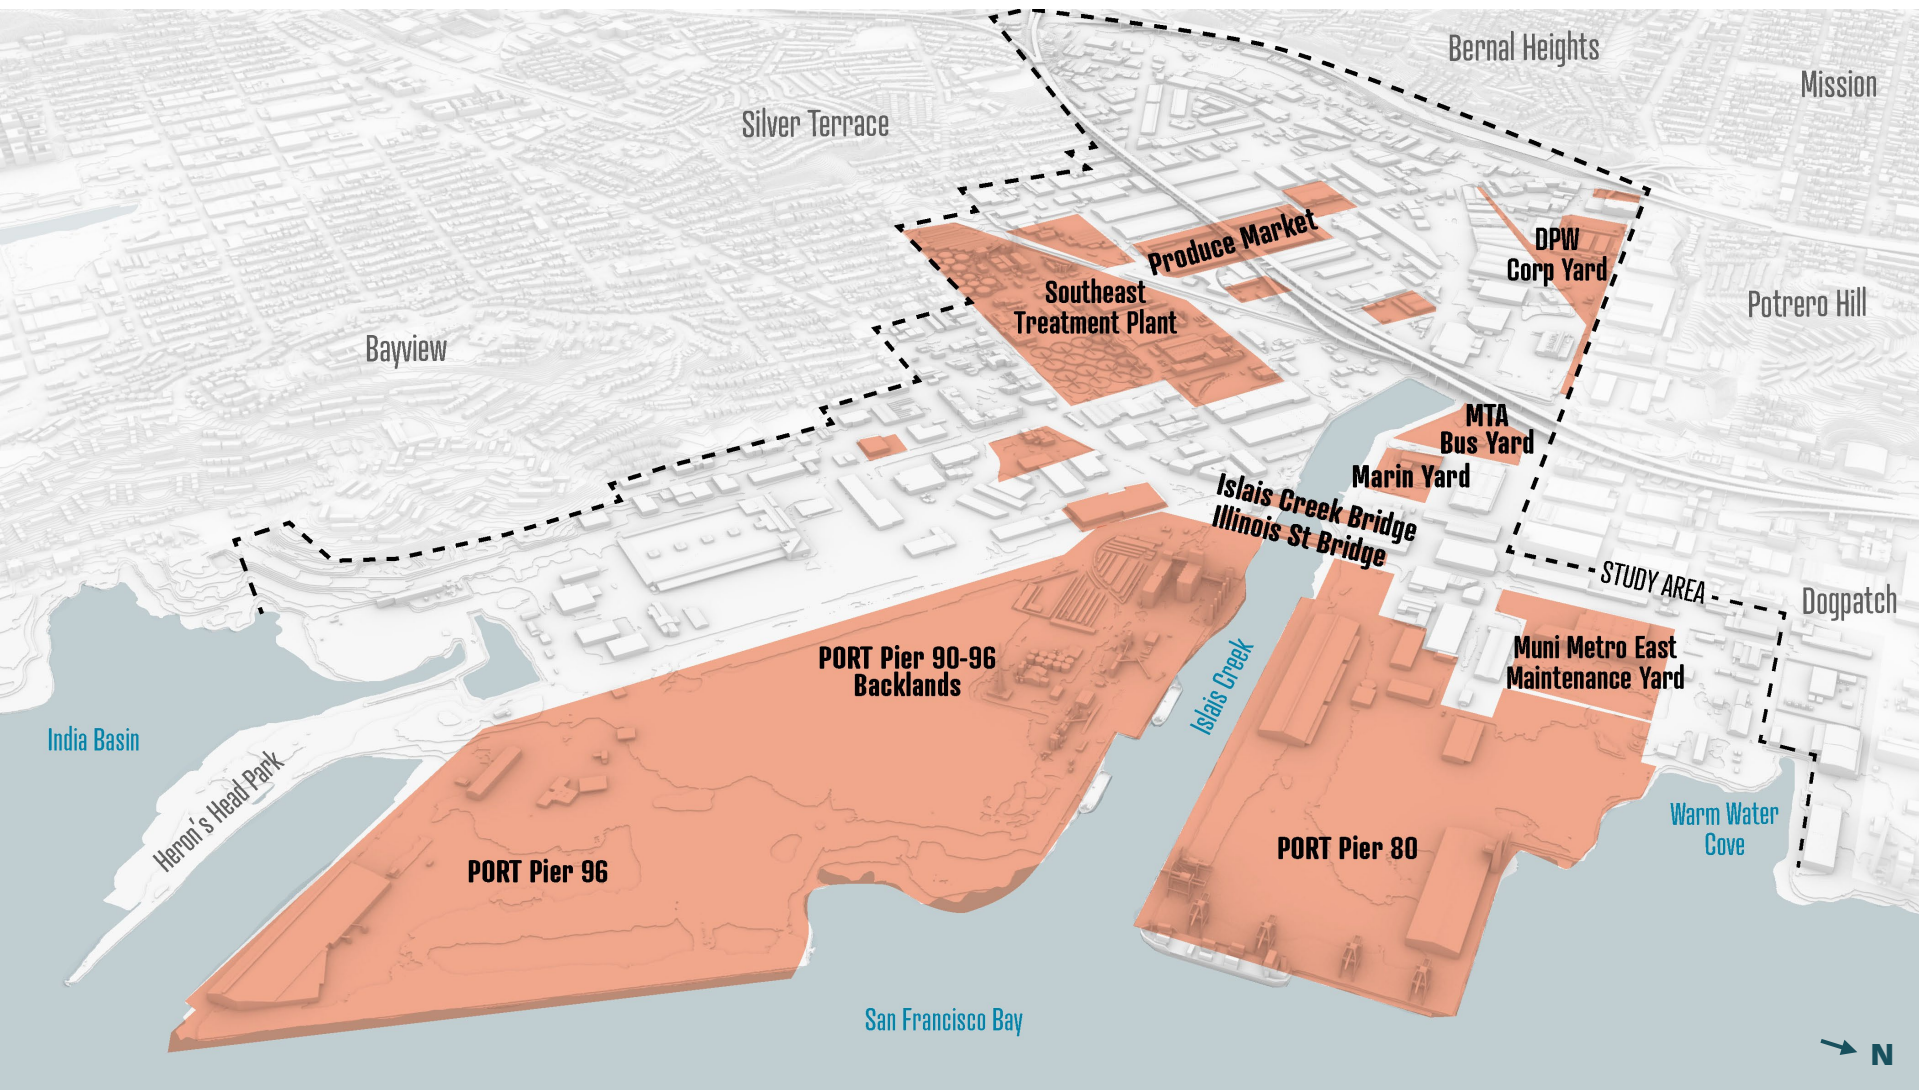 Bernal Heights
Mission
Silver Terrace
Produce Market
DPW
Corp Yard
Southeast
Treatment Plant
Potrero Hill
Bayview
MTA
Bus Yard
Marin Yard
Islais Creek Bridge
Illinois St Bridge
STUDY AREA
Dogpatch
PORT Pier 90-96
Backlands
Islais Creek
Muni Metro East
Maintenance Yard
India Basin
Heron's Head Park
Warm Water
Cove
PORT Pier 96
PORT Pier 80
San Francisco Bay
N